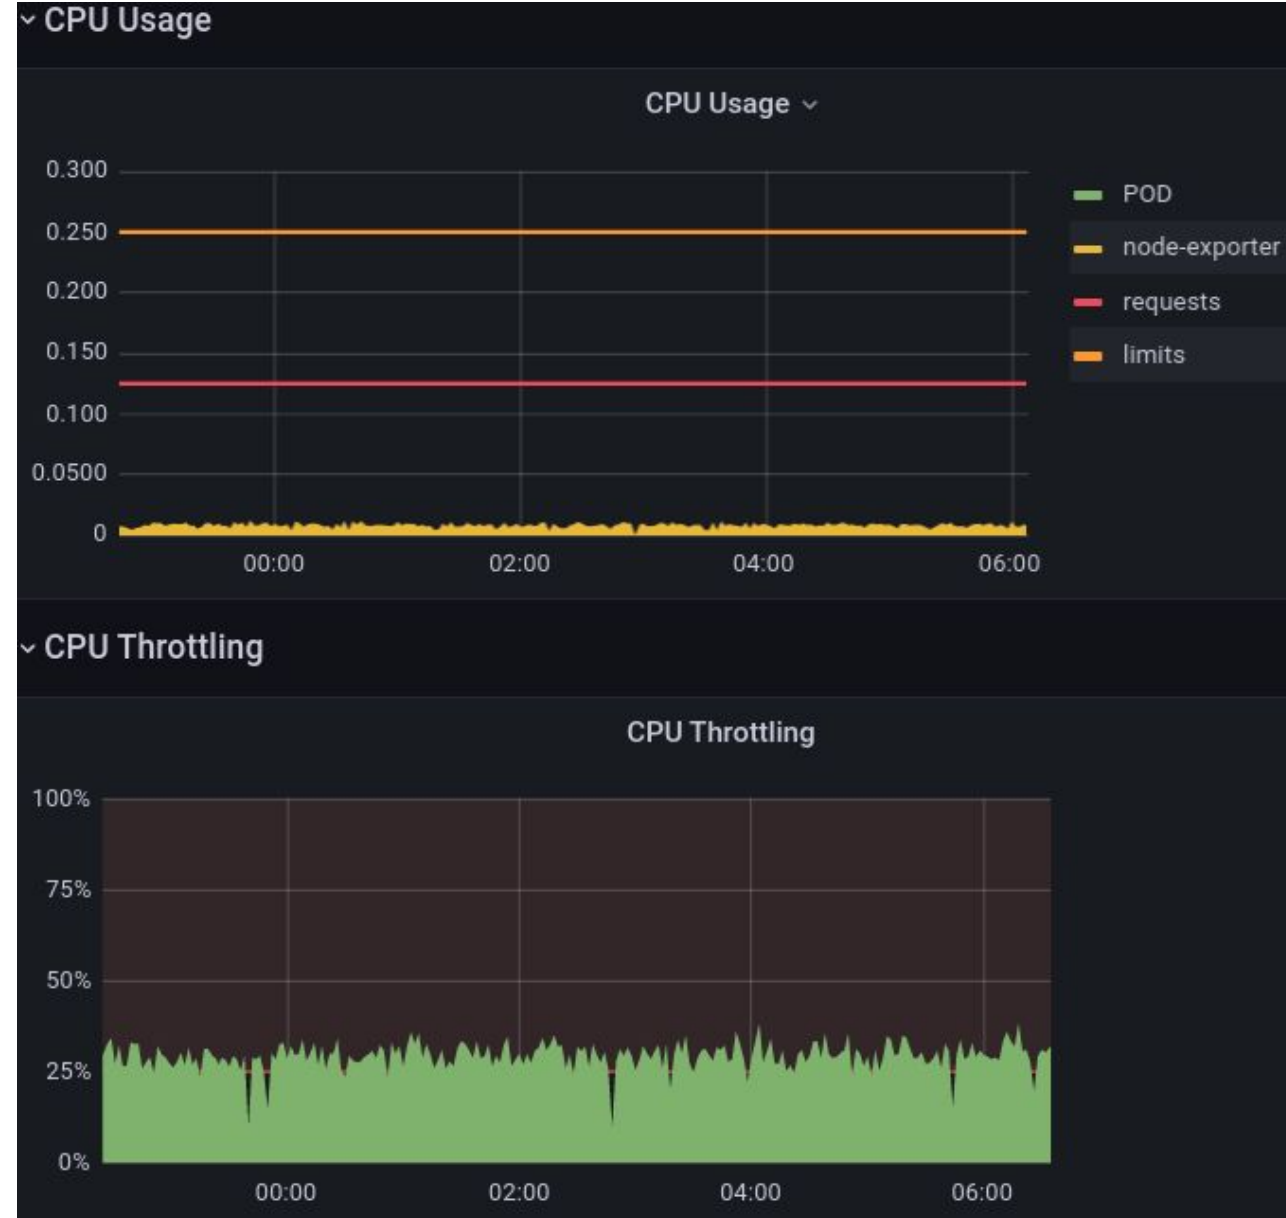 CPU Usage
CPU Usage
0.300
0.250
0.200
0.150
0.100
0.0500
0
00:00 02:00 04:00 06:00
POD
node-exporter
requests
limits
CPU Throttling
CPU Throttling
100%
75%
50%
25%
0%
00:00 02:00 04:00 06:00